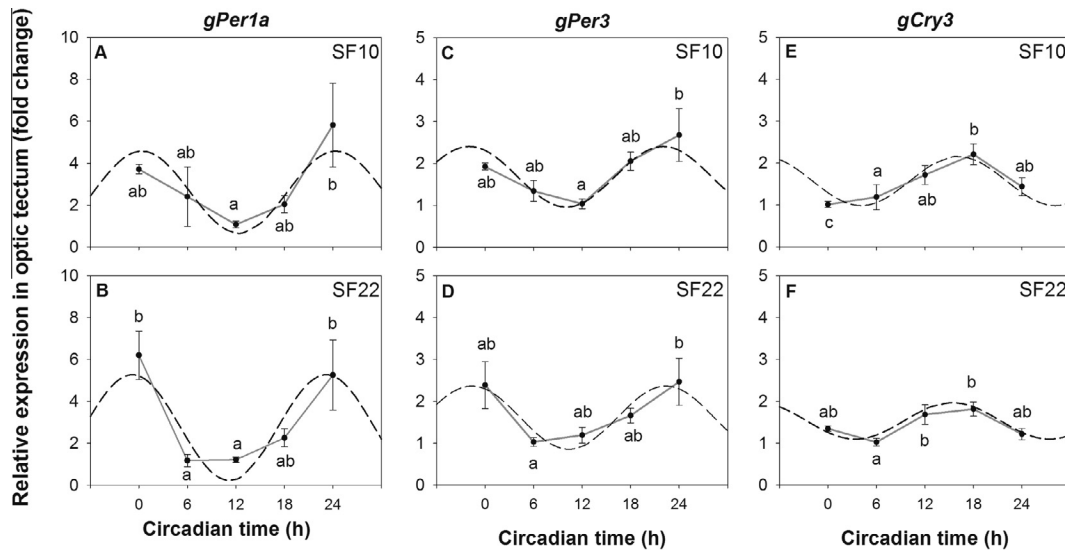 gPer1a gPer3 gCry3
Relative expression in optic tectum (fold change)
A SF10
10
8
6
4
2
0
ab
ab
a
ab
b
C SF10
5
4
3
2
1
0
ab
ab
a
ab
b
E SF10
5
4
3
2
1
0
c
a
ab
b
ab
B SF22
10
8
6
4
2
0
b
a
a
ab
b
D SF22
5
4
3
2
1
0
ab
a
ab
ab
b
F SF22
5
4
3
2
1
0
ab
a
b
b
ab
0 6 12 18 24
0 6 12 18 24
0 6 12 18 24
Circadian time (h) Circadian time (h) Circadian time (h)